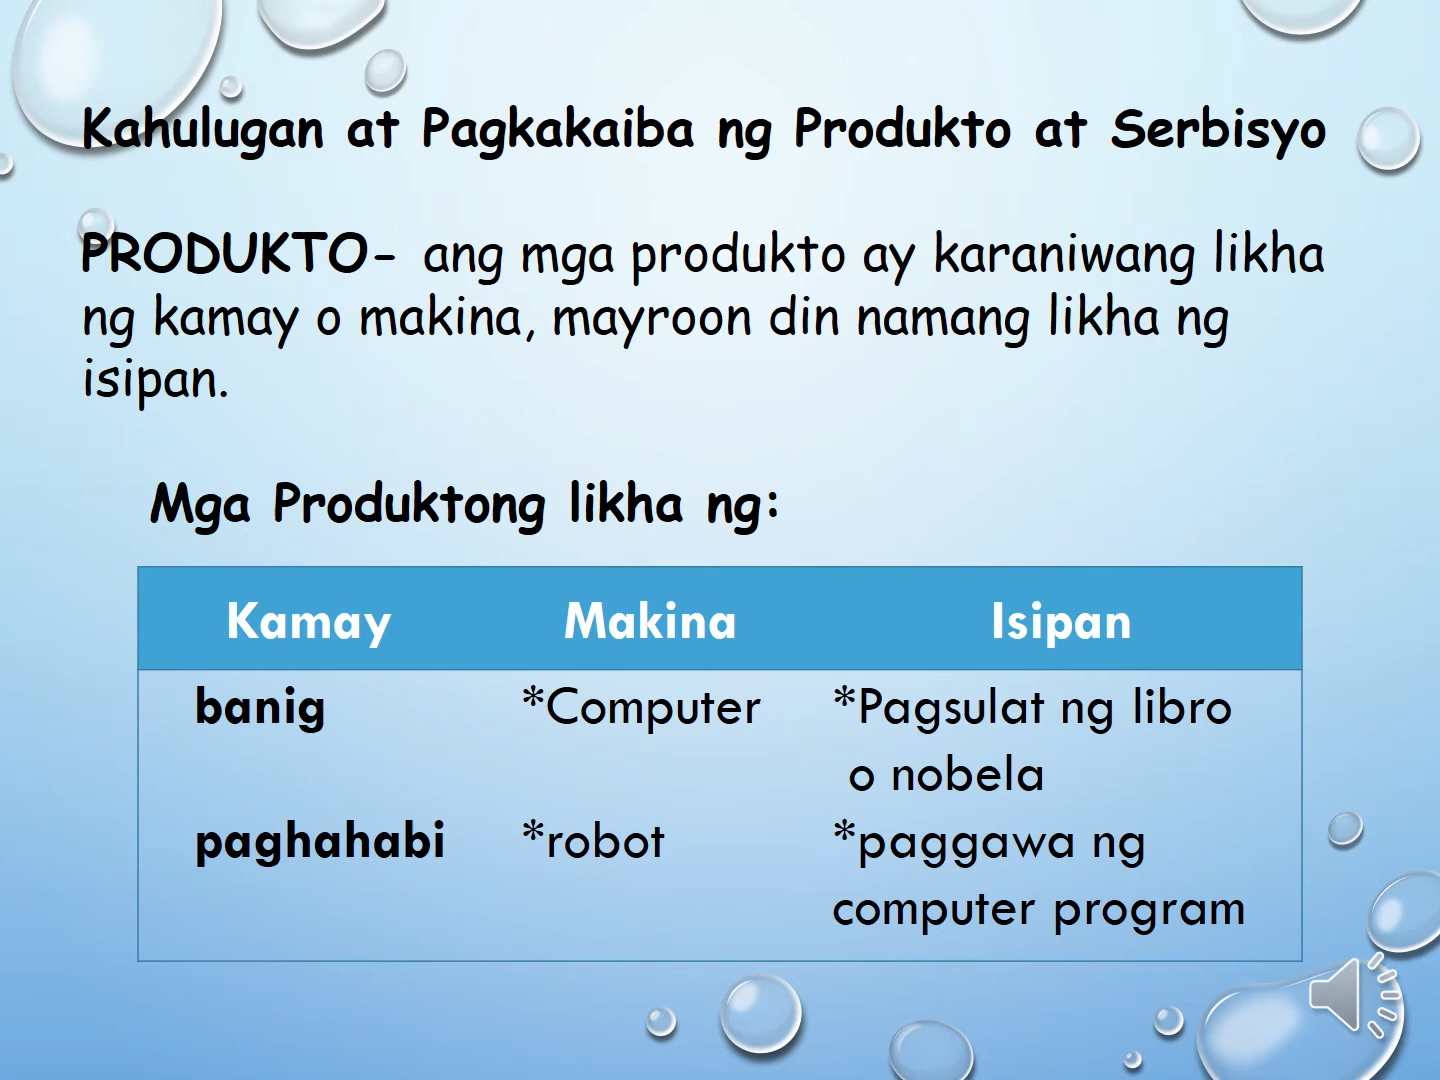 Kahulugan at Pagkakaiba ng Produkto at Serbisyo
PRODUKTO- ang mga produkto ay karaniwang likha
ng kamay o makina, mayroon din namang likha ng
isipan.
Mga Produktong likha ng:
Kamay Makina Isipan
banig *Computer *Pagsulat ng libro
o nobela
paghahabi *robot *paggawa ng
computer program